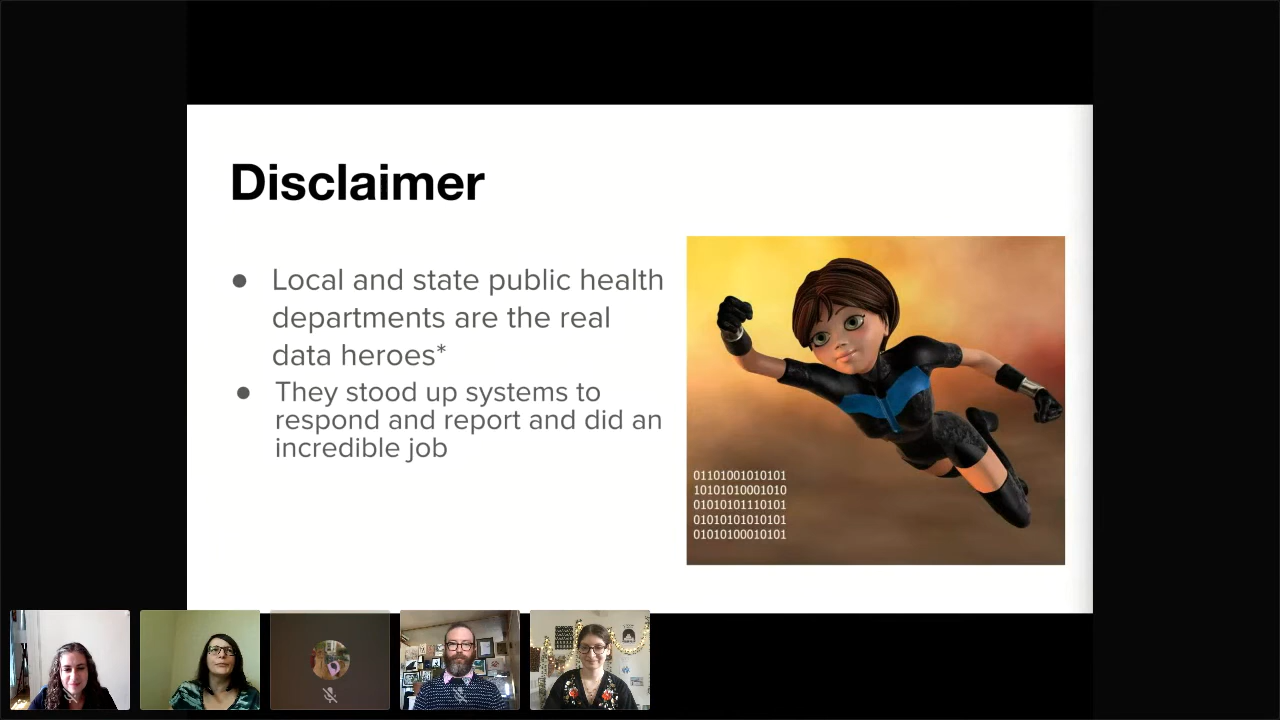 Disclaimer
● Local and state public health
departments are the real
data heroes*
● They stood up systems to
respond and report and did an
incredible job
01101001010101
10101010001010
01010101110101
01010101010101
01010100010101